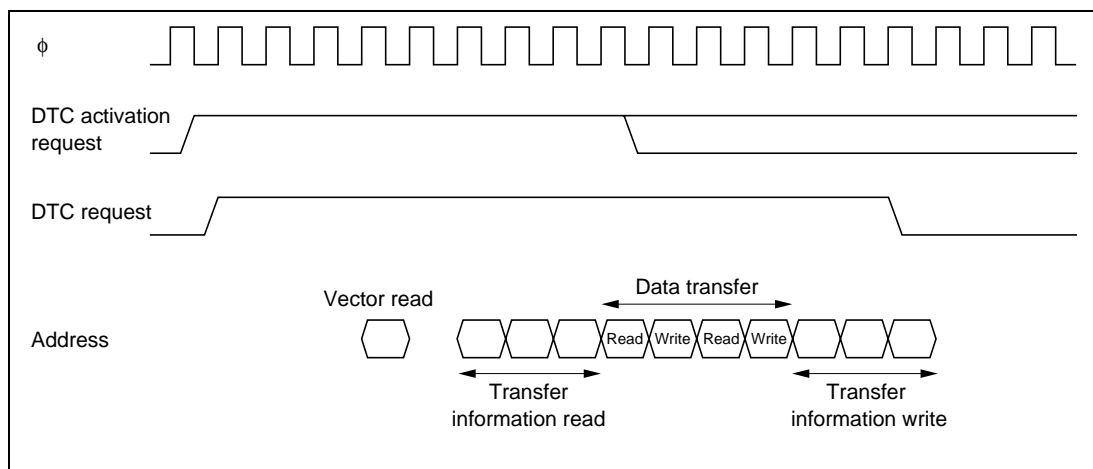 ϕ
DTC activation
request
DTC request
Data transfer
Vector read
Address
Read Write Read Write
Transfer
information read
Transfer
information write